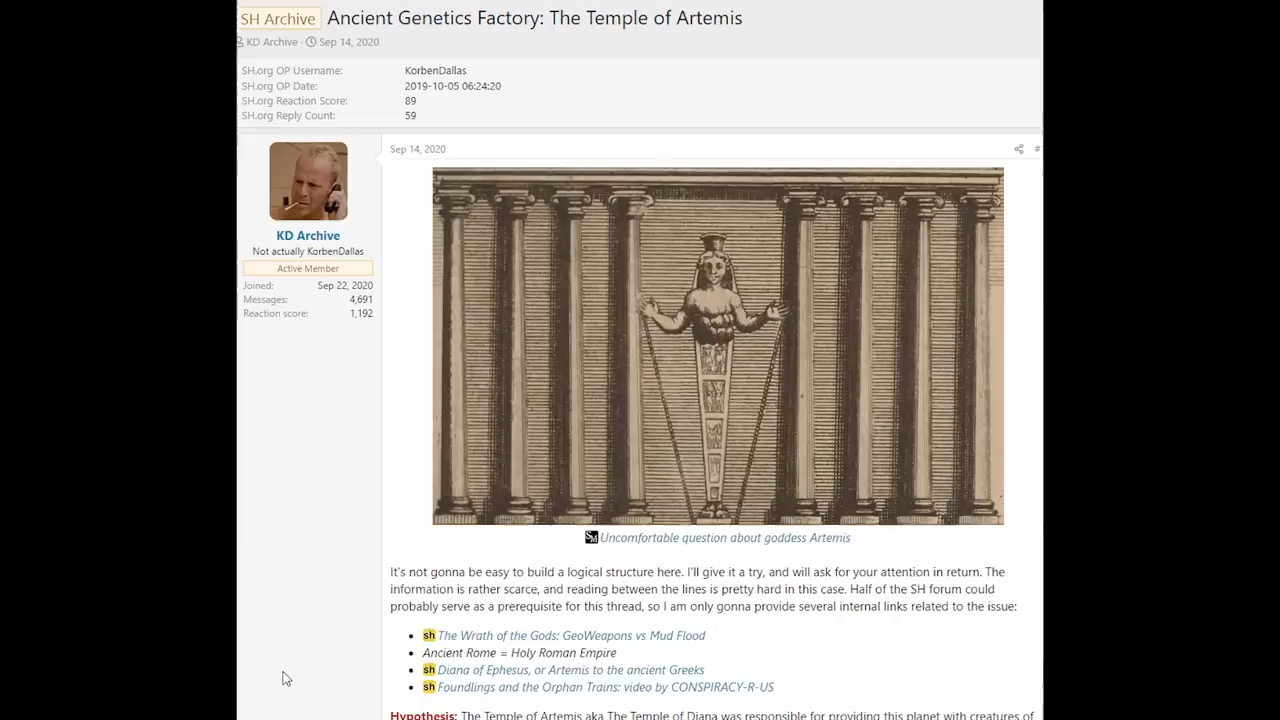 SH Archive Ancient Genetics Factory: The Temple of Artemis
KD Archive · Sep 14, 2020
SH.org OP Username: KorbenDallas
SH.org OP Date: 2019-10-05 06:24:20
SH.org Reaction Score: 89
SH.org Reply Count: 59
Sep 14, 2020 #
KD Archive
Not actually KorbenDallas
Active Member
Joined: Sep 22, 2020
Messages: 4,691
Reaction score: 1,192
SM Uncomfortable question about goddess Artemis
It's not gonna be easy to build a logical structure here. I'll give it a try, and will ask for your attention in return. The
information is rather scarce, and reading between the lines is pretty hard in this case. Half of the SH forum could
probably serve as a prerequisite for this thread, so I am only gonna provide several internal links related to the issue:
• sh The Wrath of the Gods: GeoWeapons vs Mud Flood
• Ancient Rome = Holy Roman Empire
• sh Diana of Ephesus, or Artemis to the ancient Greeks
• sh Foundlings and the Orphan Trains: video by CONSPIRACY-R-US
Hypothesis: The Temple of Artemis aka The Temple of Diana was responsible for providing this planet with creatures of